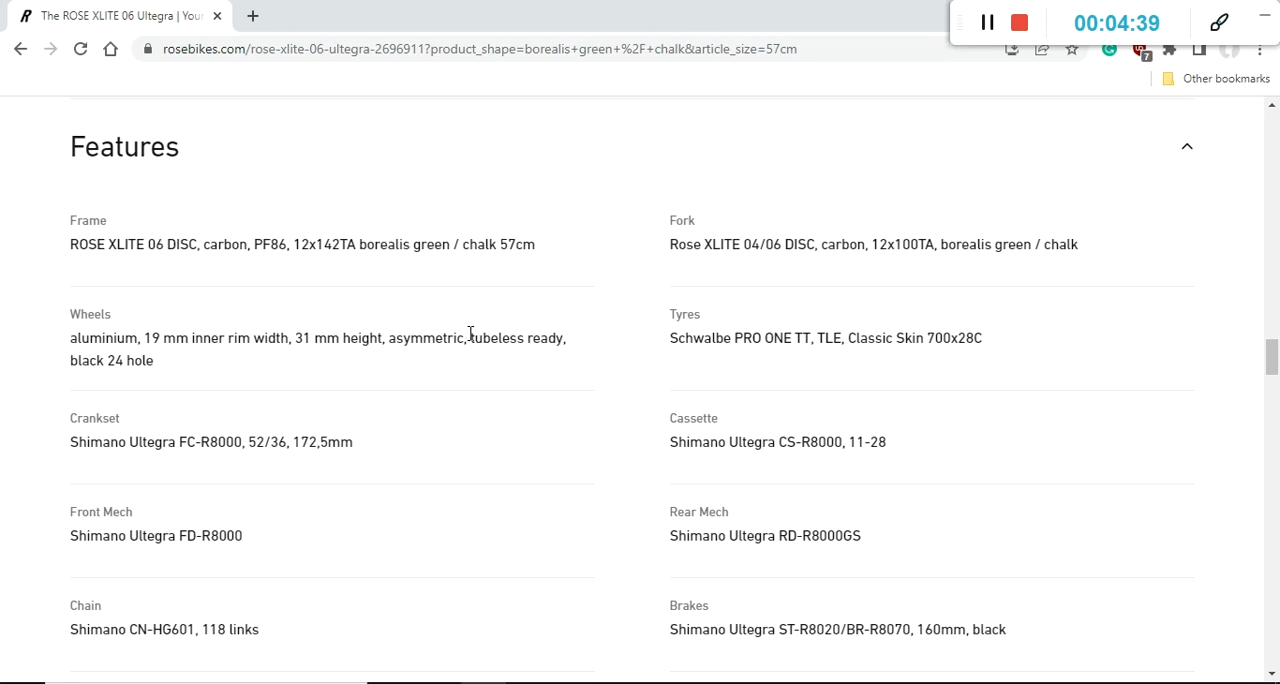 The ROSE XLITE 06 Ultegra | Your
00:04:39
rosebikes.com/rose-xlite-06-ultegra-2696911?product_shape=borealis+green+%2F+chalk&article_size=57cm
7
Other bookmarks
Features
Frame
ROSE XLITE 06 DISC, carbon, PF86, 12x142TA borealis green / chalk 57cm
Fork
Rose XLITE 04/06 DISC, carbon, 12x100TA, borealis green / chalk
Wheels
aluminium, 19 mm inner rim width, 31 mm height, asymmetric, tubeless ready,
black 24 hole
Tyres
Schwalbe PRO ONE TT, TLE, Classic Skin 700x28C
Crankset
Shimano Ultegra FC-R8000, 52/36, 172,5mm
Cassette
Shimano Ultegra CS-R8000, 11-28
Front Mech
Shimano Ultegra FD-R8000
Rear Mech
Shimano Ultegra RD-R8000GS
Chain
Shimano CN-HG601, 118 links
Brakes
Shimano Ultegra ST-R8020/BR-R8070, 160mm, black